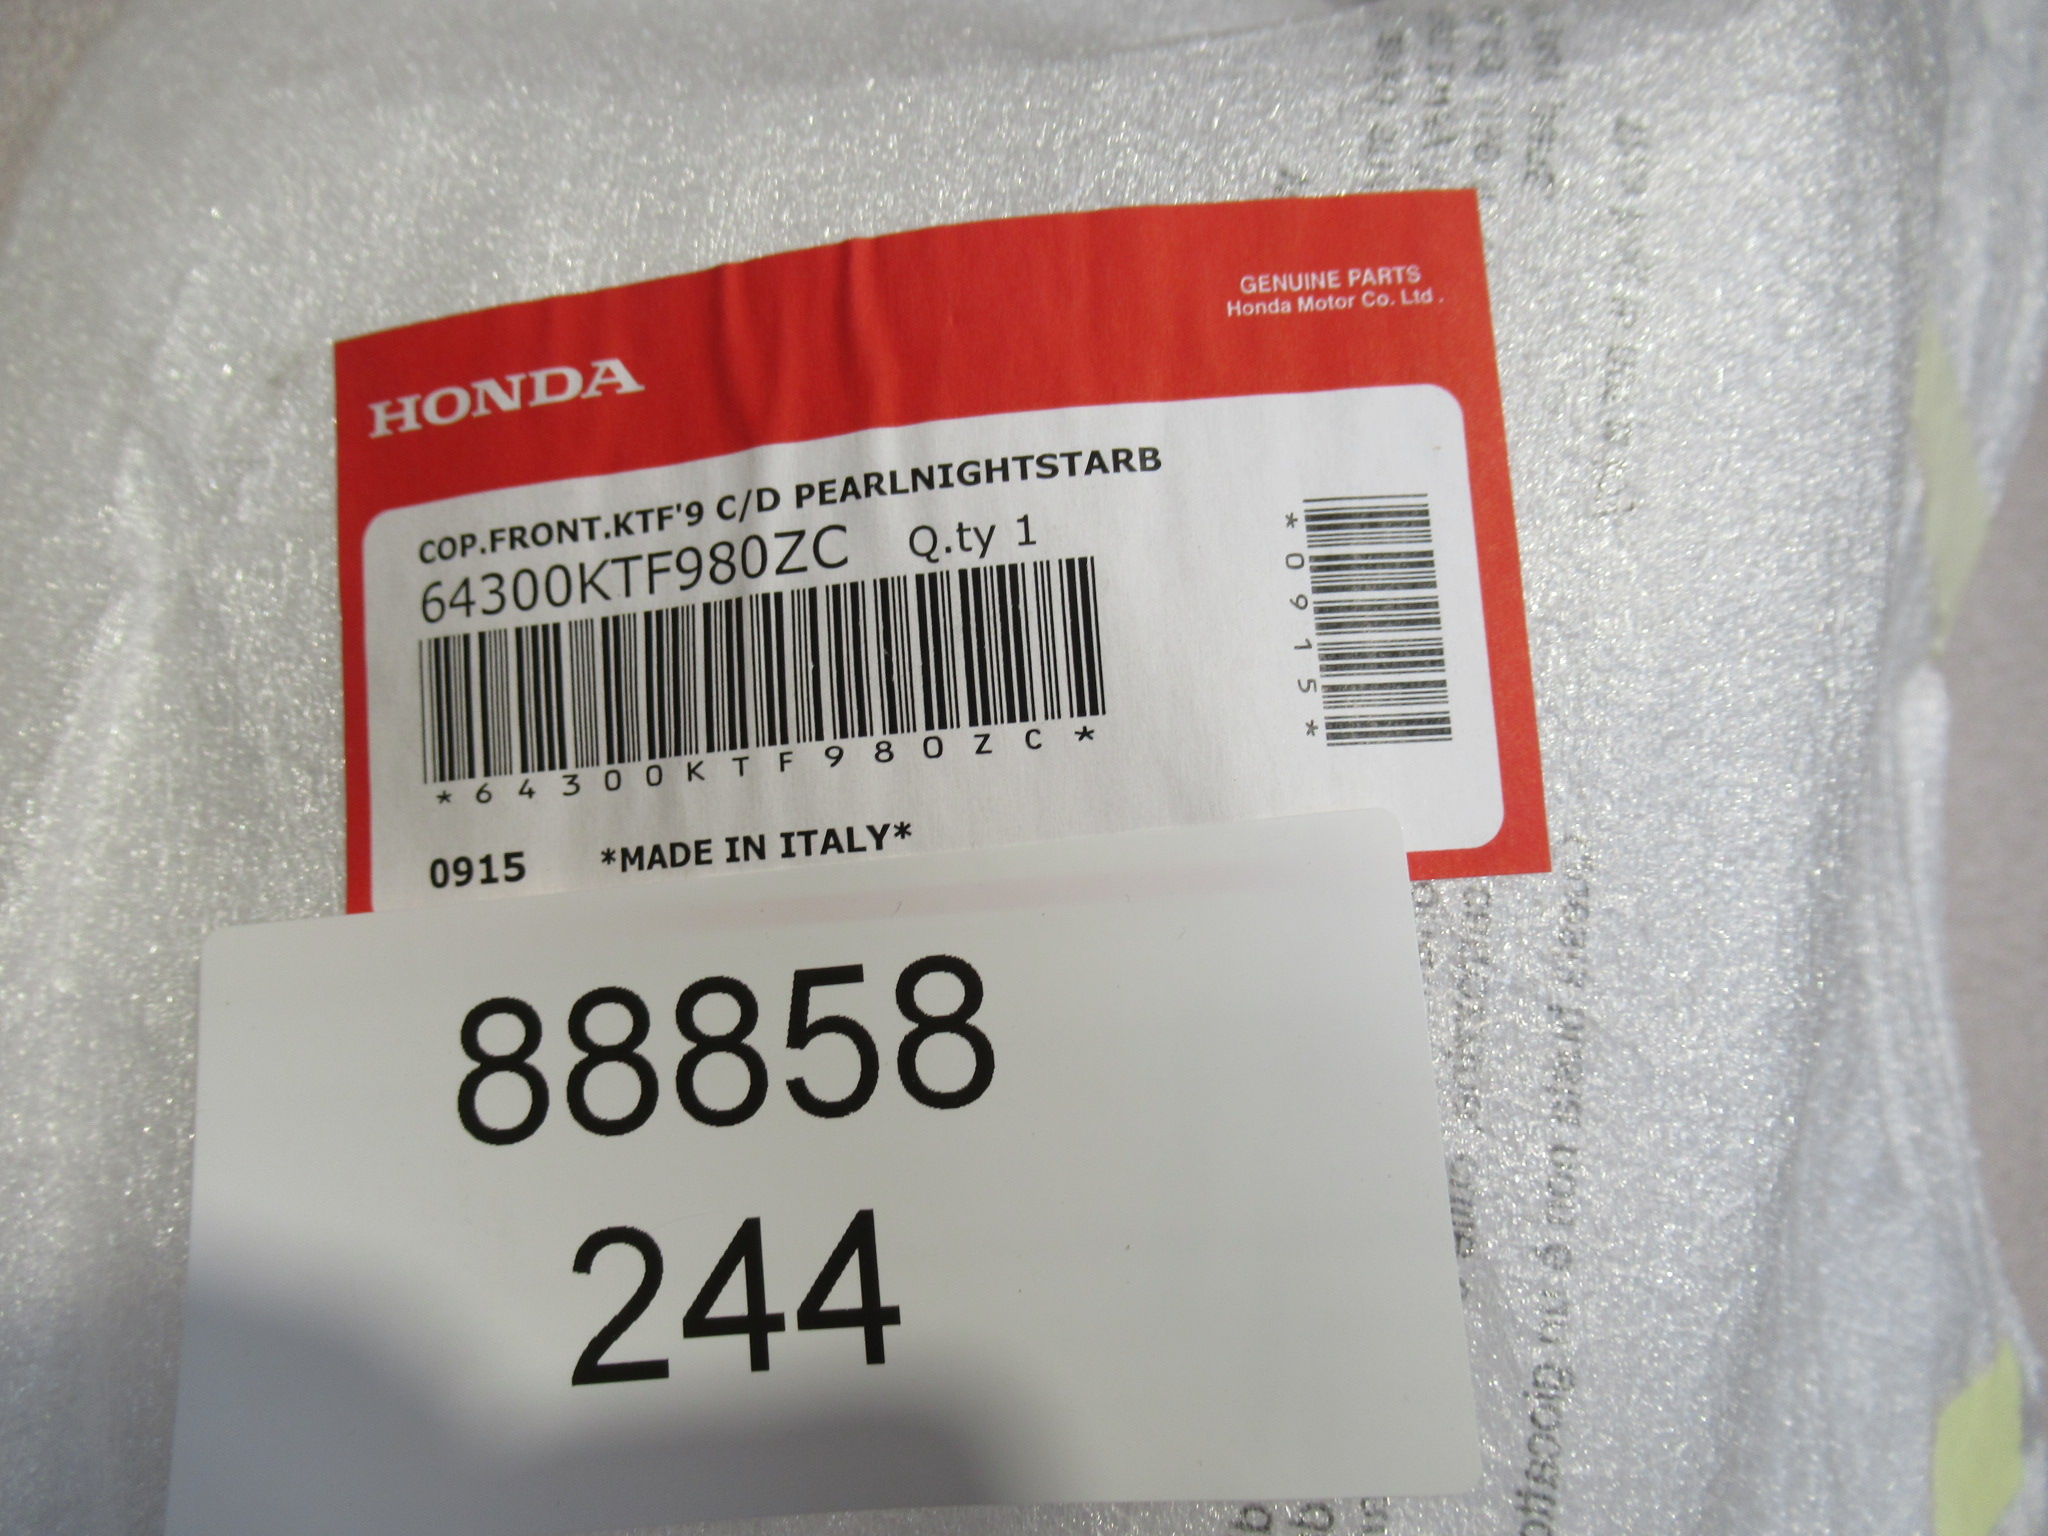 HONDA
GENUINE PARTS
Honda Motor Co. Ltd .
COP.FRONT.KTF'9 C/D PEARLNIGHTSTARB
64300KTF980ZC Q.ty 1
*64300KTF980ZC*
*0915*
0915 *MADE IN ITALY*
88858
244